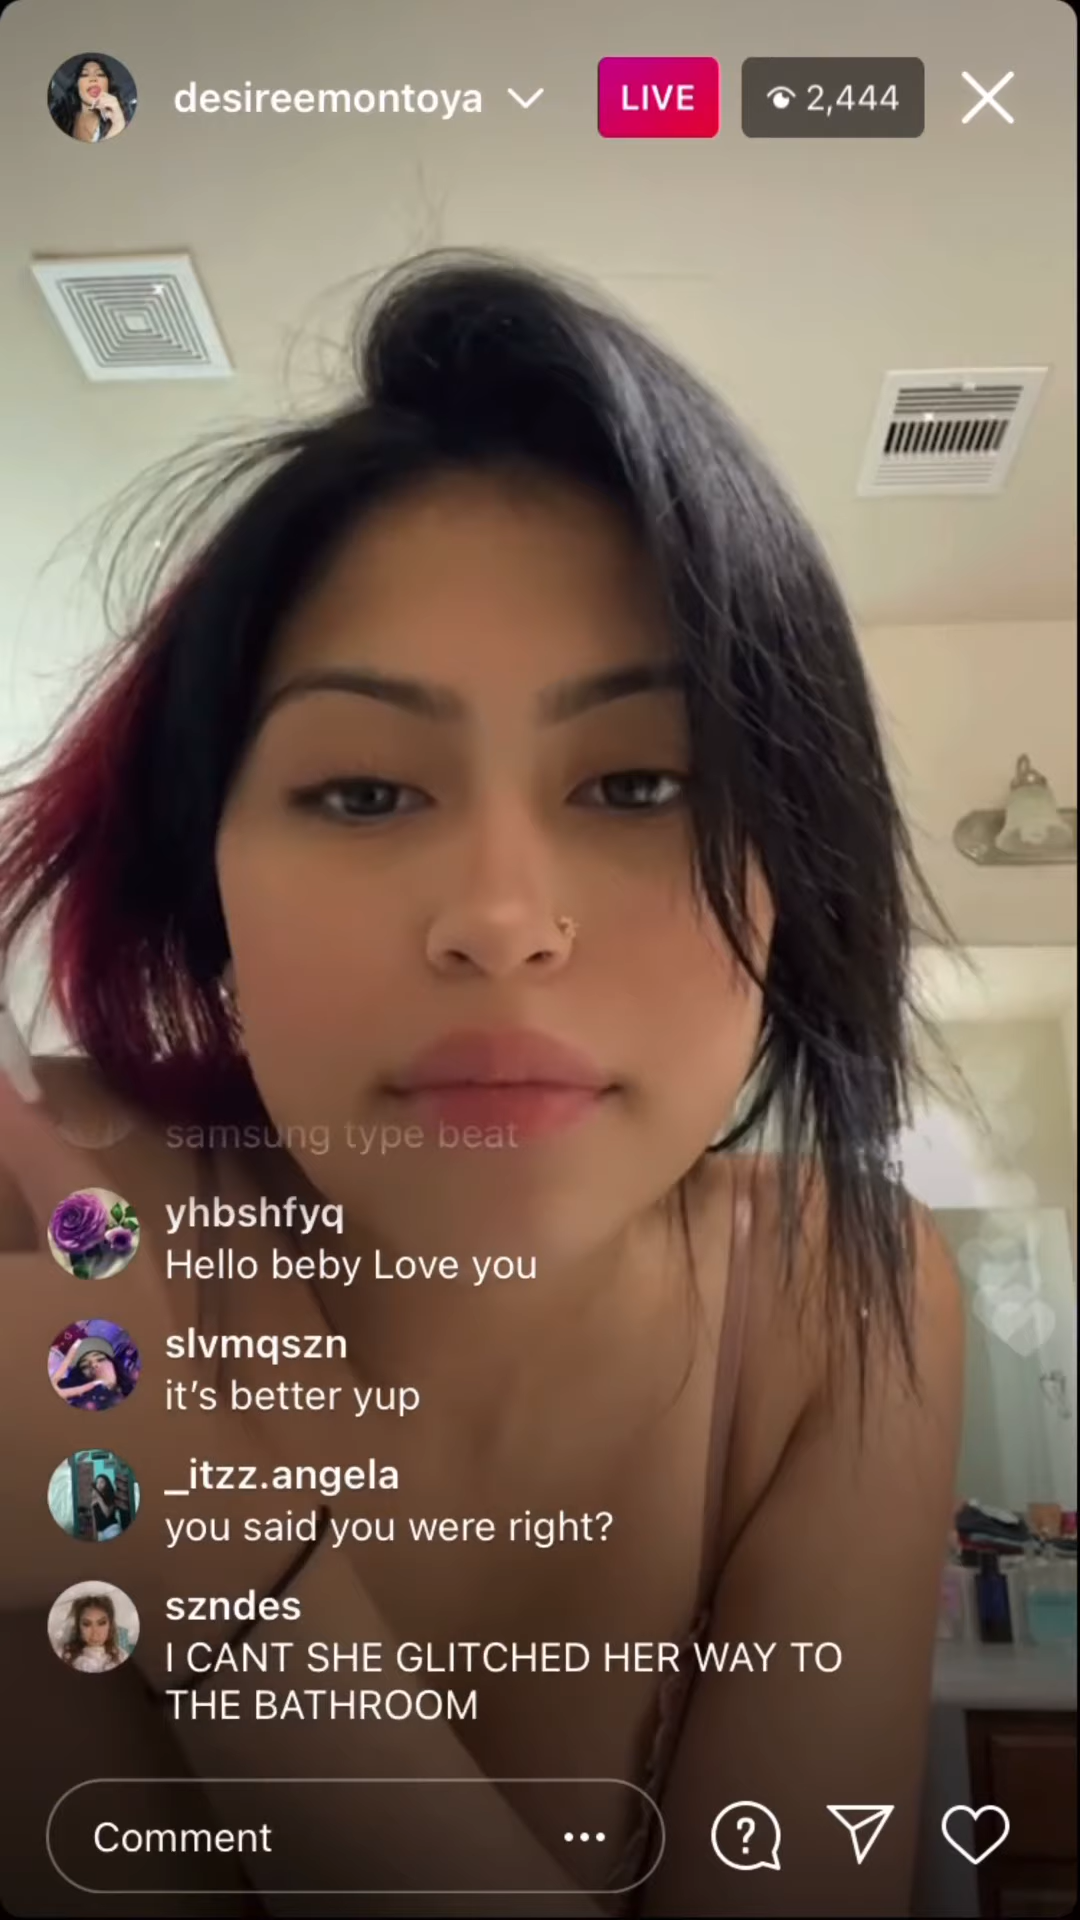 desireemontoya
LIVE
2,444
samsung type beat
yhbshfyq
Hello beby Love you
slvmqszn
it's better yup
_itzz.angela
you said you were right?
szndes
I CANT SHE GLITCHED HER WAY TO
THE BATHROOM
Comment